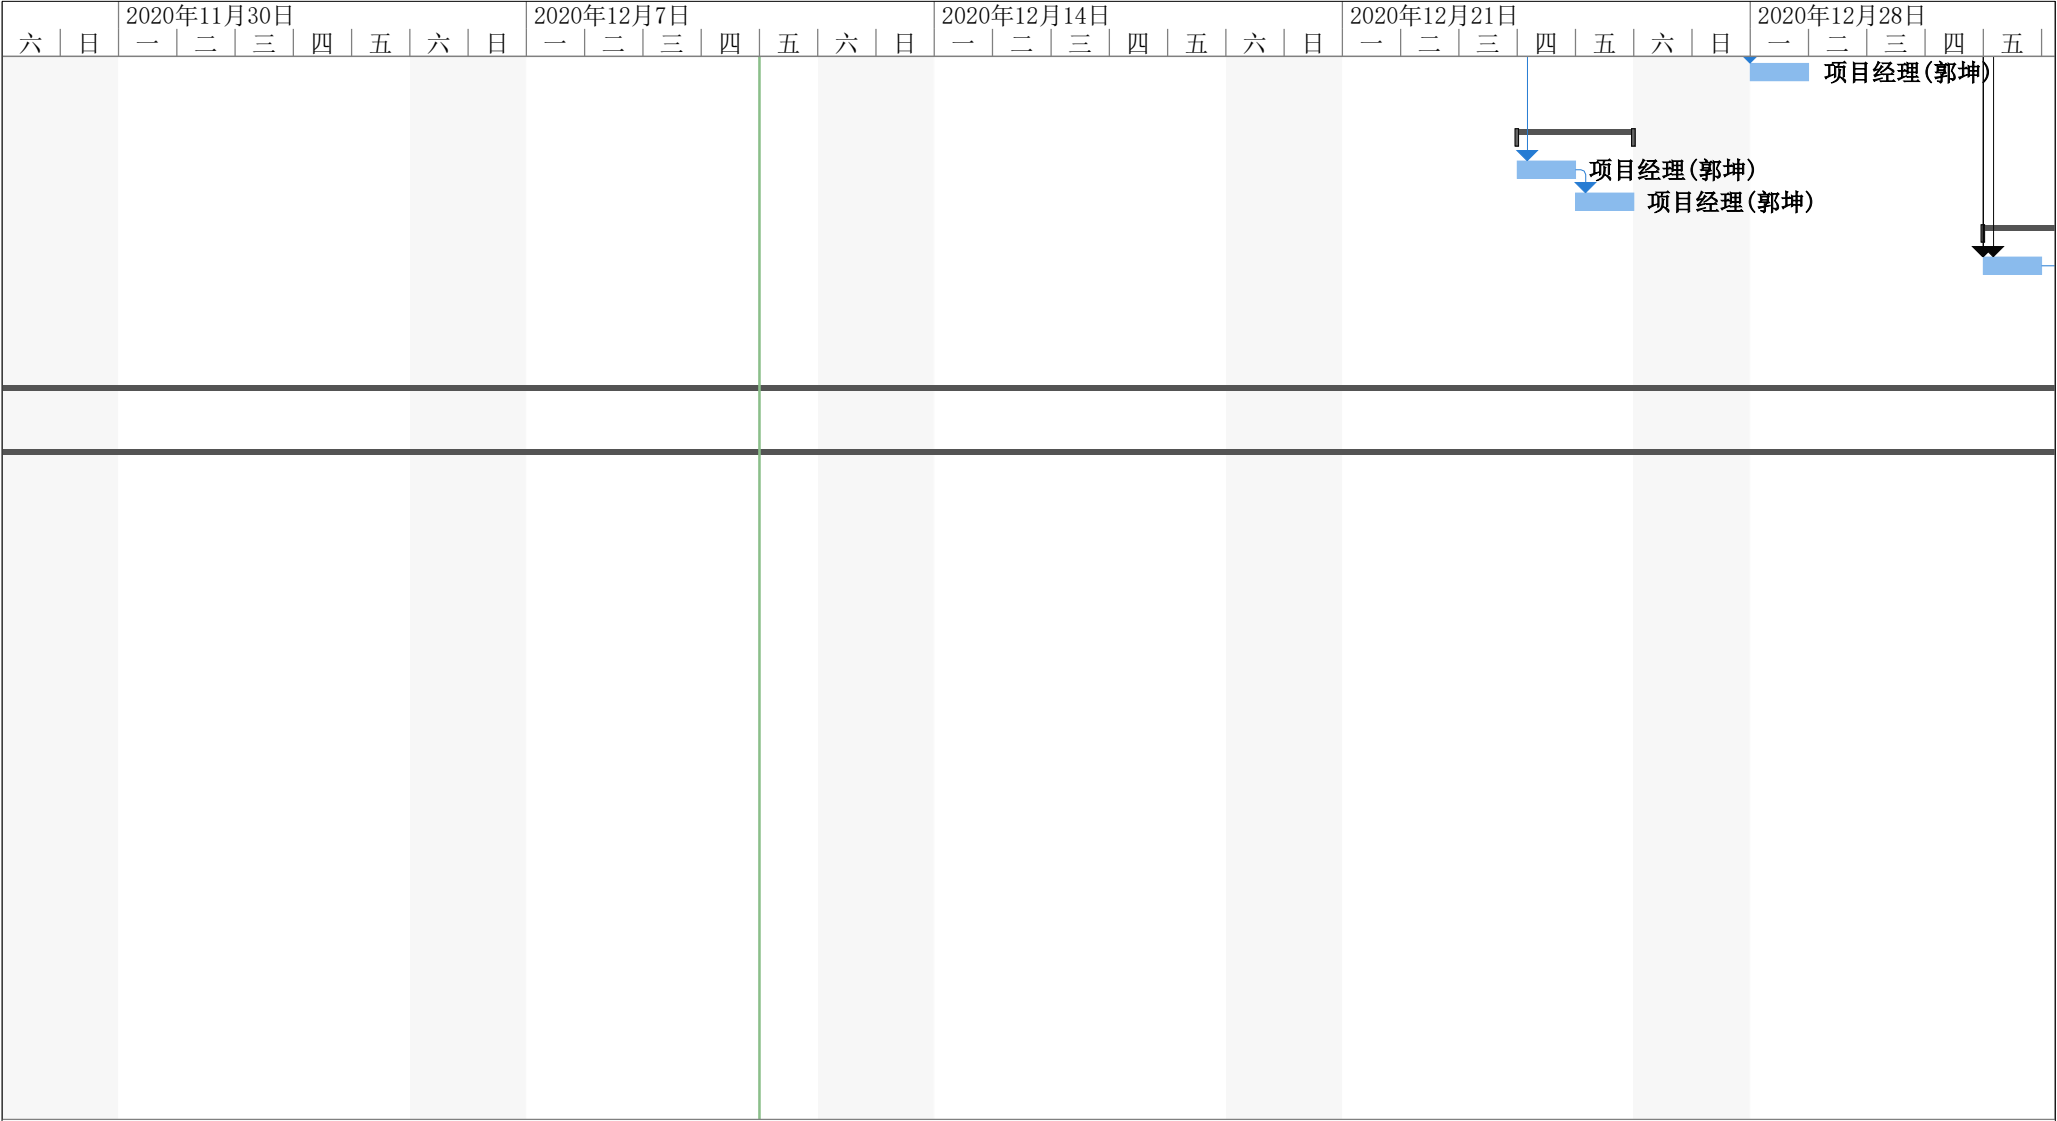 2020年11月30日 2020年12月7日 2020年12月14日 2020年12月21日 2020年12月28日
六 日 一 二 三 四 五 六 日 一 二 三 四 五 六 日 一 二 三 四 五 六 日 一 二 三 四 五 六 日 一 二 三 四 五
项目经理(郭坤)
项目经理(郭坤)
项目经理(郭坤)